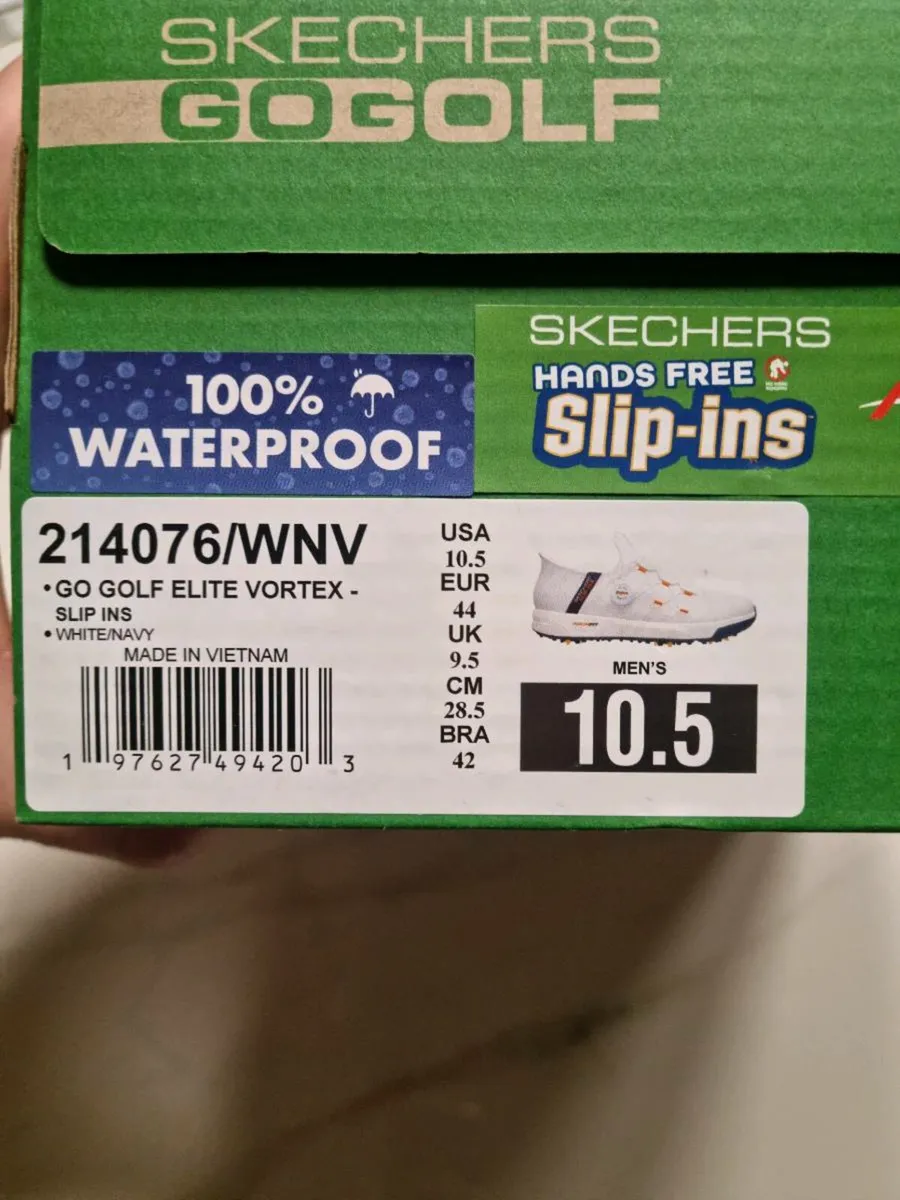 SKECHERS
GOGOLF
100%
WATERPROOF
SKECHERS
HANDS FREE
Slip-ins™
214076/WNV
•GO GOLF ELITE VORTEX -
SLIP INS
• WHITE/NAVY
MADE IN VIETNAM
1 97627 49420 3
USA
10.5
EUR
44
UK
9.5
CM
28.5
BRA
42
MEN'S
10.5